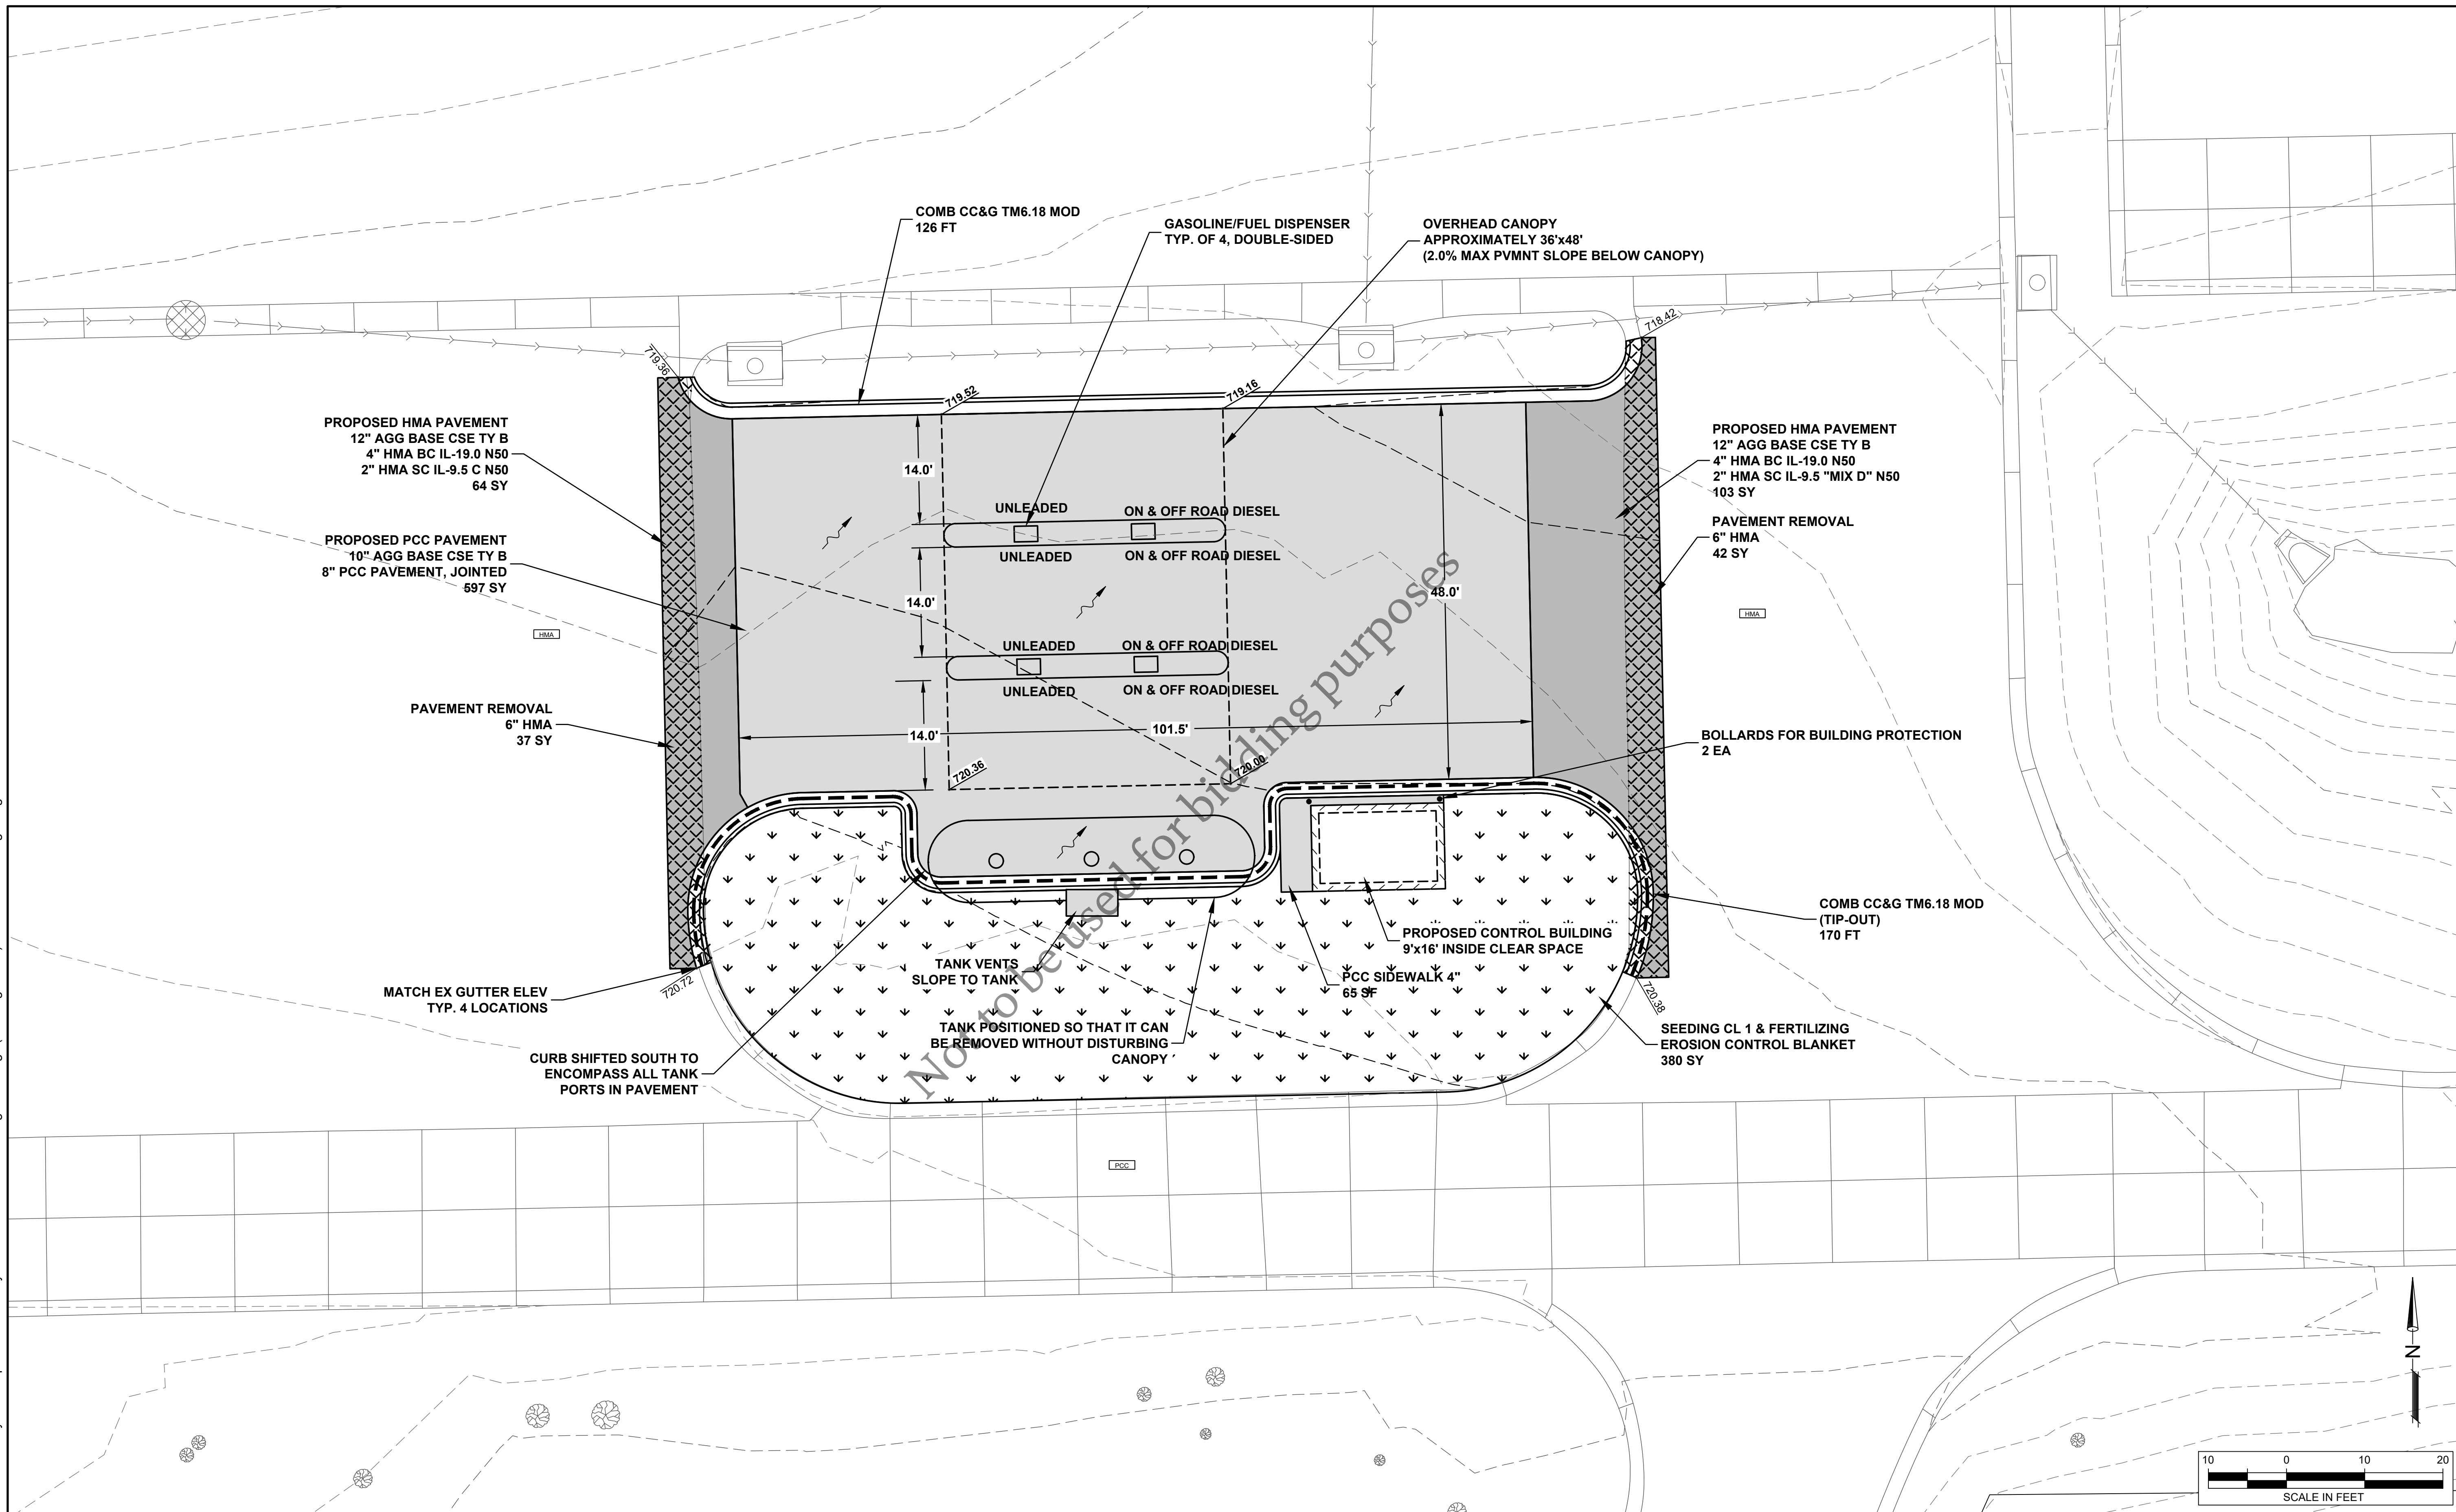 COMB CC&G TM6.18 MOD
126 FT
GASOLINE/FUEL DISPENSER
TYP. OF 4, DOUBLE-SIDED
OVERHEAD CANOPY
APPROXIMATELY 36'x48'
(2.0% MAX PVMNT SLOPE BELOW CANOPY)
718.42
719.36
719.52
719.16
PROPOSED HMA PAVEMENT
12" AGG BASE CSE TY B
4" HMA BC IL-19.0 N50
2" HMA SC IL-9.5 C N50
64 SY
PROPOSED HMA PAVEMENT
12" AGG BASE CSE TY B
4" HMA BC IL-19.0 N50
2" HMA SC IL-9.5 "MIX D" N50
103 SY
14.0'
UNLEADED
ON & OFF ROAD DIESEL
UNLEADED
ON & OFF ROAD DIESEL
PROPOSED PCC PAVEMENT
10" AGG BASE CSE TY B
8" PCC PAVEMENT, JOINTED
597 SY
PAVEMENT REMOVAL
6" HMA
42 SY
14.0'
48.0'
HMA
HMA
UNLEADED
ON & OFF ROAD DIESEL
UNLEADED
ON & OFF ROAD DIESEL
PAVEMENT REMOVAL
6" HMA
37 SY
14.0'
101.5'
BOLLARDS FOR BUILDING PROTECTION
2 EA
720.36
720.00
Not to be used for bidding purposes
COMB CC&G TM6.18 MOD
(TIP-OUT)
170 FT
PROPOSED CONTROL BUILDING
9'x16' INSIDE CLEAR SPACE
TANK VENTS
SLOPE TO TANK
PCC SIDEWALK 4"
65 SF
MATCH EX GUTTER ELEV
TYP. 4 LOCATIONS
720.72
720.38
TANK POSITIONED SO THAT IT CAN
BE REMOVED WITHOUT DISTURBING
CANOPY
SEEDING CL 1 & FERTILIZING
EROSION CONTROL BLANKET
380 SY
CURB SHIFTED SOUTH TO
ENCOMPASS ALL TANK
PORTS IN PAVEMENT
PCC
N
10 0 10 20
SCALE IN FEET